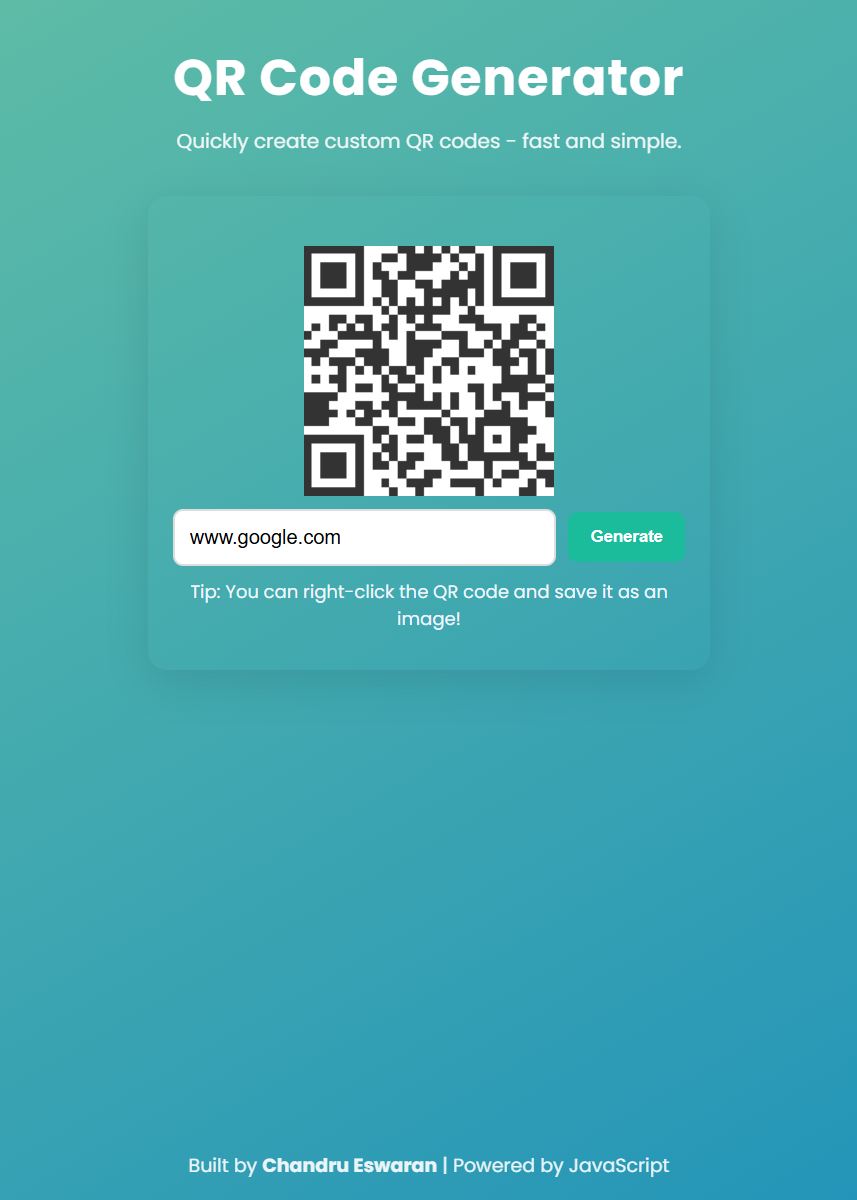 QR Code Generator
Quickly create custom QR codes - fast and simple.
www.google.com
Generate
Tip: You can right-click the QR code and save it as an
image!
Built by Chandru Eswaran | Powered by JavaScript